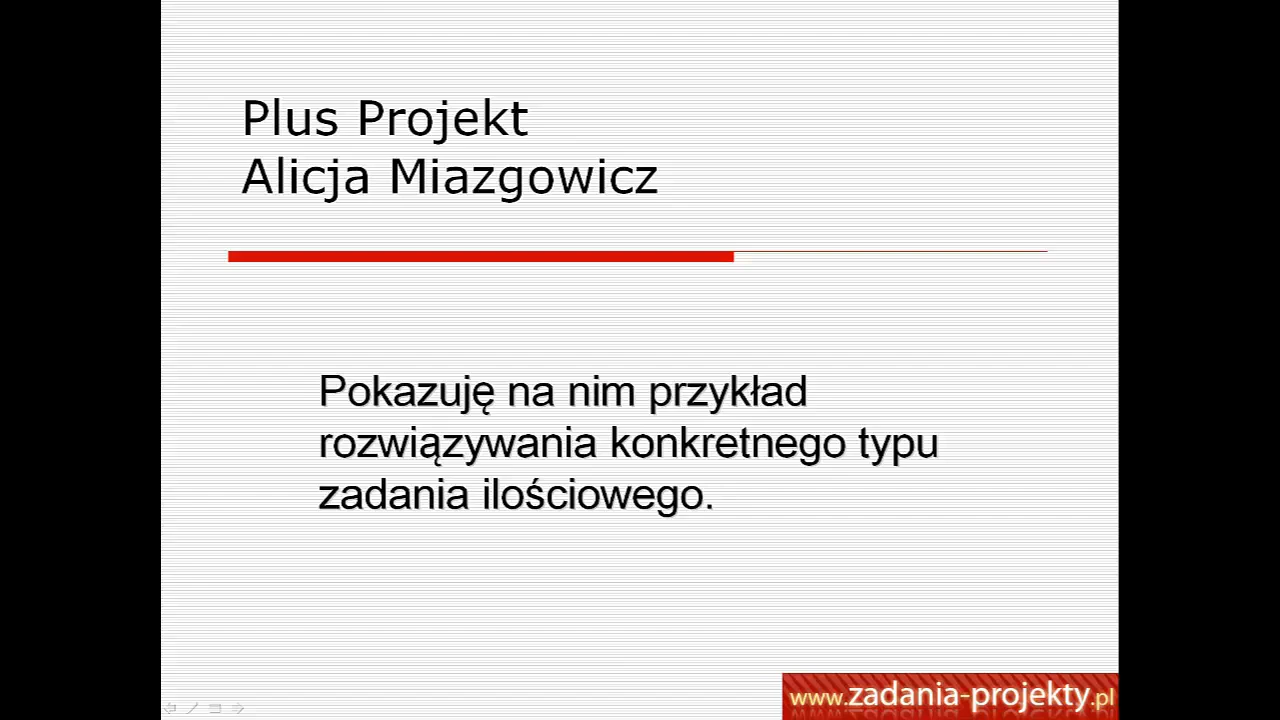 Plus Projekt
Alicja Miazgowicz
Pokazuję na nim przykład
rozwiązywania konkretnego typu
zadania ilościowego.
www.zadania-projekty.pl